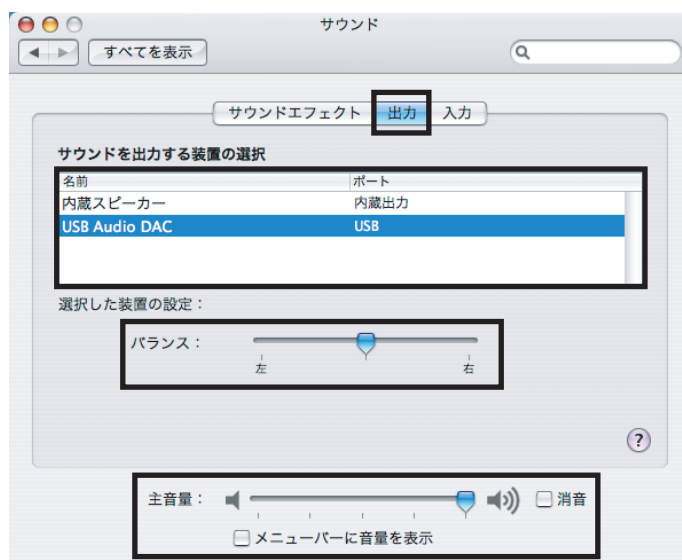 サウンド
すべてを表示
サウンドエフェクト 出力 入力
サウンドを出力する装置の選択
名前 ポート
内蔵スピーカー 内蔵出力
USB Audio DAC USB
選択した装置の設定：
バランス：
左 右
?
主音量： 消音
メニューバーに音量を表示